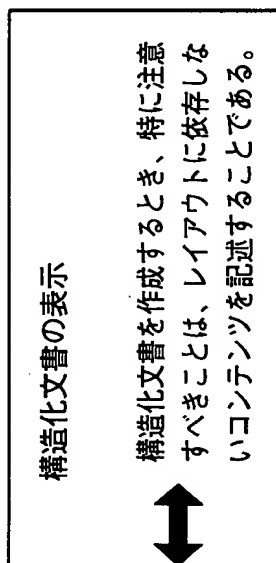 構造化文書の表示
構造化文書を作成するとき、特に注意
すべきことは、レイアウトに依存しな
いコンテンツを記述することである。